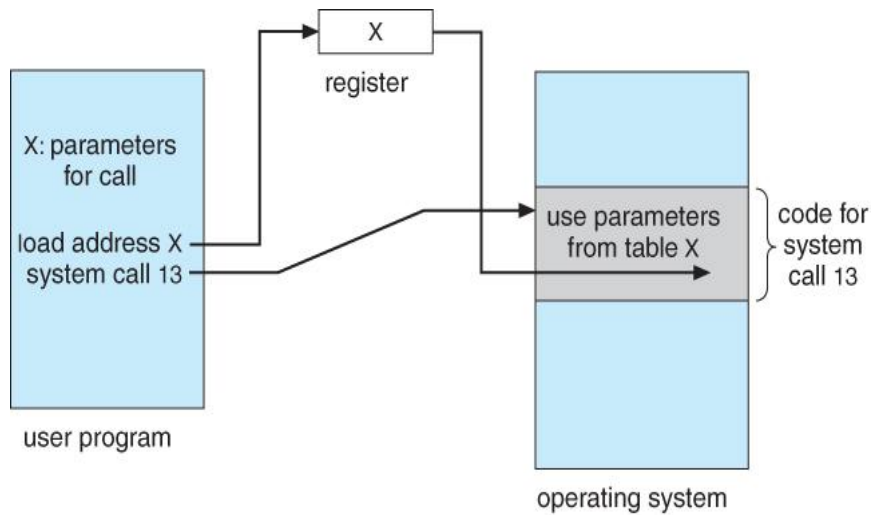 X
register
X: parameters
for call
load address X
system call 13
user program
use parameters
from table X
code for
system
call 13
operating system